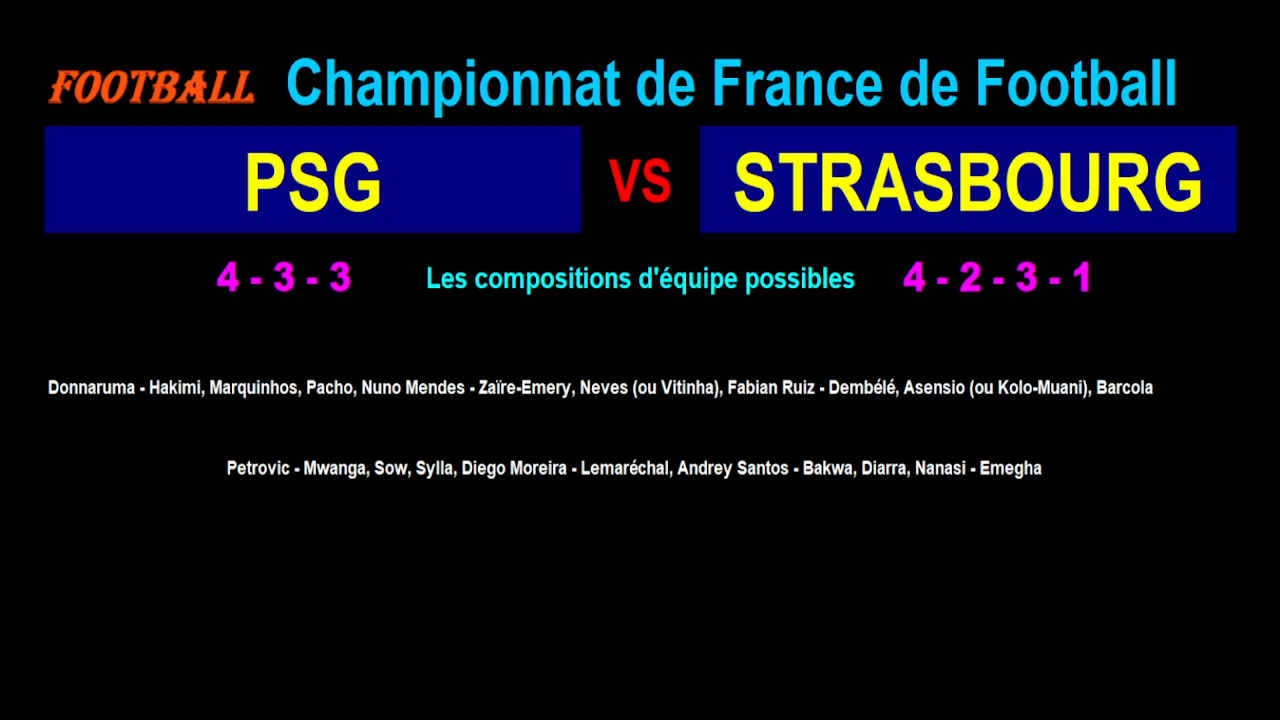 FOOTBALL Championnat de France de Football
PSG VS STRASBOURG
4 - 3 - 3 Les compositions d'équipe possibles 4 - 2 - 3 - 1
Donnaruma - Hakimi, Marquinhos, Pacho, Nuno Mendes - Zaïre-Emery, Neves (ou Vitinha), Fabian Ruiz - Dembélé, Asensio (ou Kolo-Muani), Barcola
Petrovic - Mwanga, Sow, Sylla, Diego Moreira - Lemaréchal, Andrey Santos - Bakwa, Diarra, Nanasi - Emegha